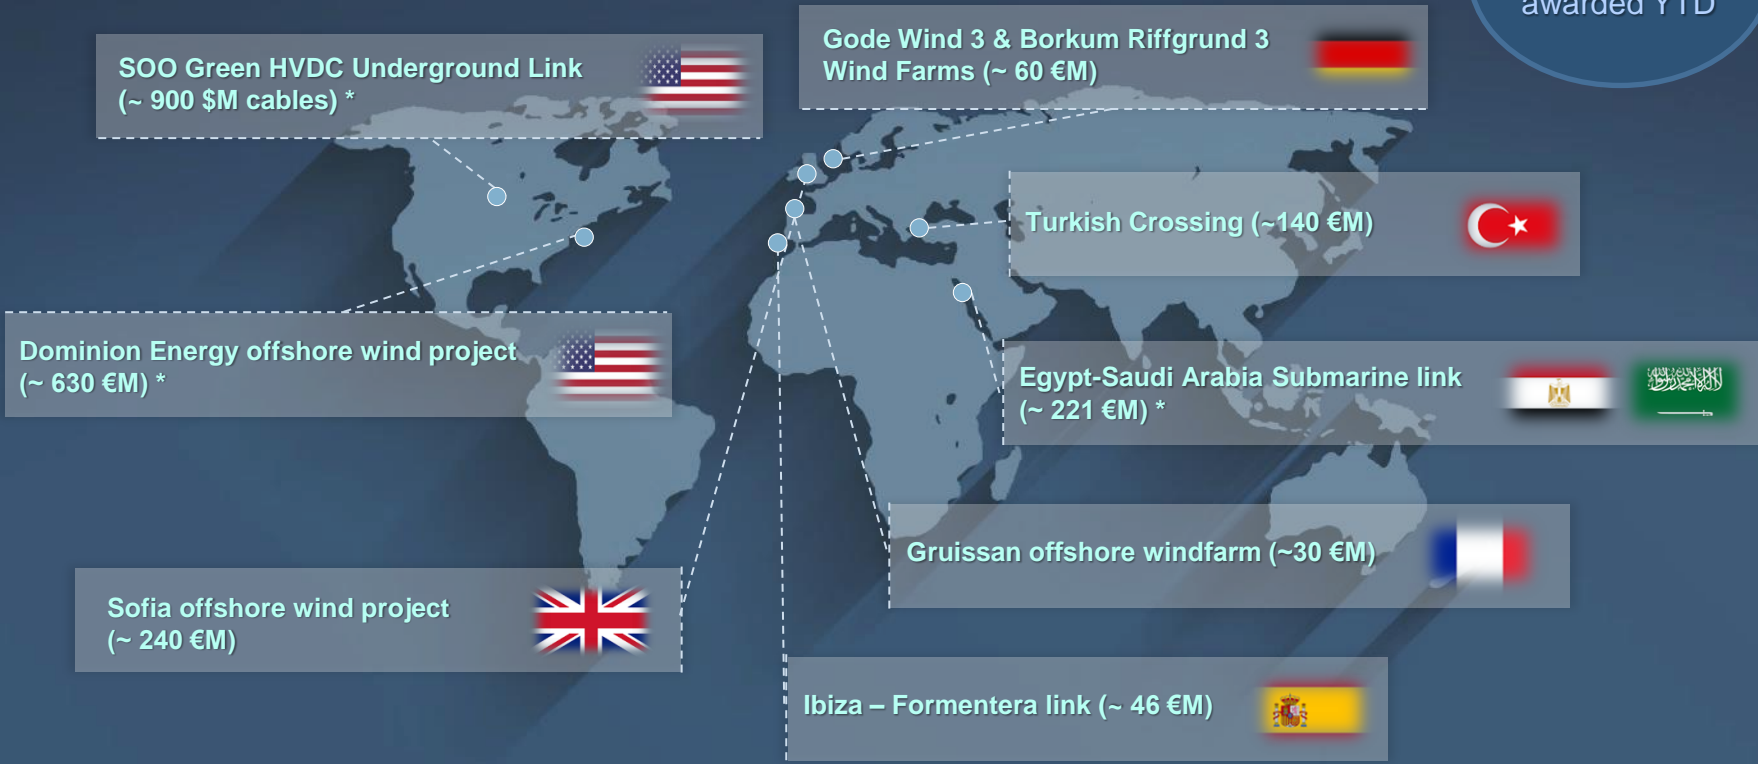 awarded YTD
SOO Green HVDC Underground Link
(~ 900 $M cables) *
Gode Wind 3 & Borkum Riffgrund 3
Wind Farms (~ 60 €M)
Turkish Crossing (~140 €M)
Dominion Energy offshore wind project
(~ 630 €M) *
Egypt-Saudi Arabia Submarine link
(~ 221 €M) *
Gruissan offshore windfarm (~30 €M)
Sofia offshore wind project
(~ 240 €M)
Ibiza – Formentera link (~ 46 €M)